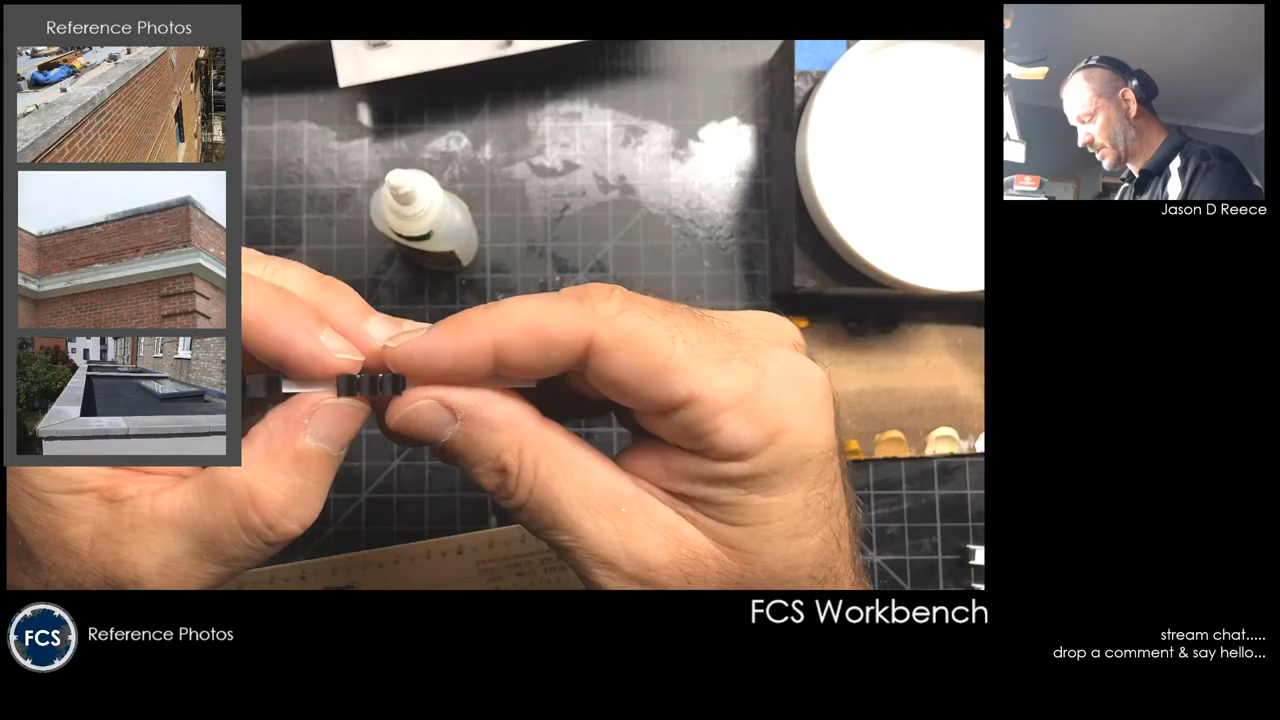 Reference Photos
Jason D Reece
FCS Workbench
FCS
Reference Photos
stream chat.....
drop a comment & say hello...